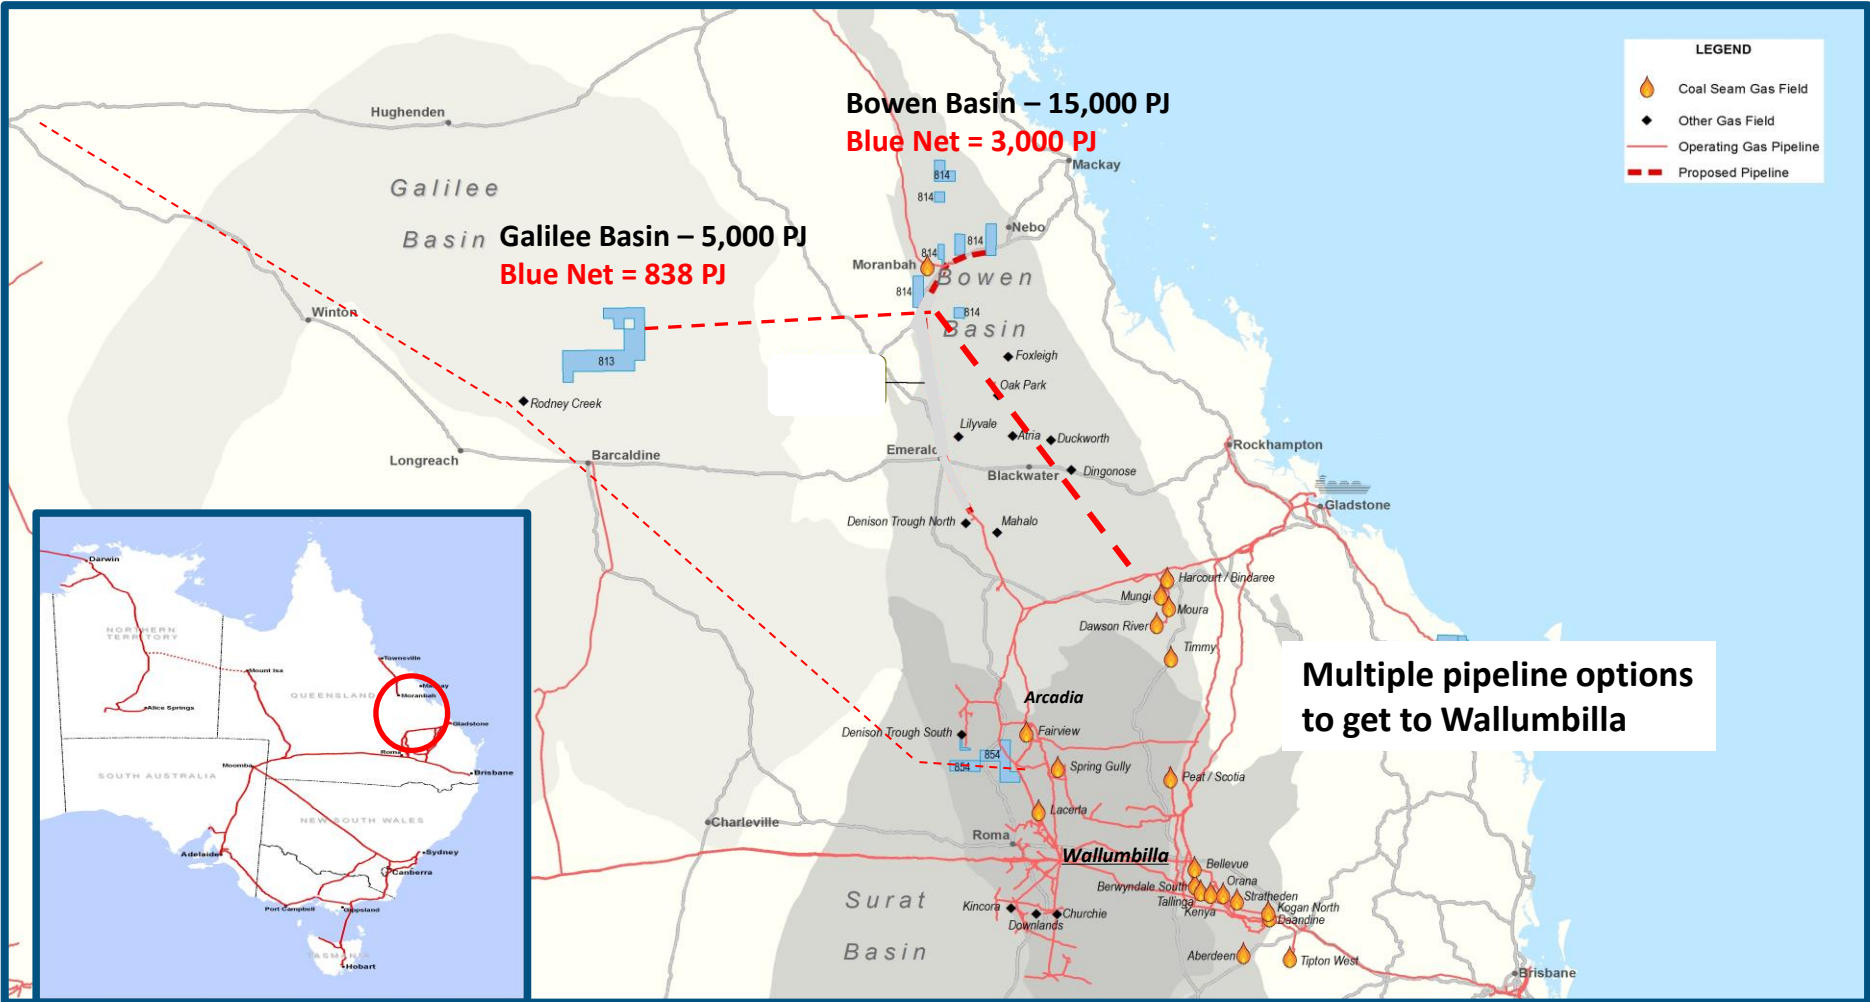 LEGEND
Coal Seam Gas Field
Other Gas Field
Operating Gas Pipeline
Proposed Pipeline
Bowen Basin – 15,000 PJ
Blue Net = 3,000 PJ
Hughenden
Mackay
814
814
Galilee
Basin
Galilee Basin – 5,000 PJ
Blue Net = 838 PJ
Nebo
814
814
Moranbah
Bowen
Basin
814
814
Winton
813
Foxleigh
Oak Park
Rodney Creek
Lilyvale
Atria
Duckworth
Rockhampton
Emerald
Longreach
Barcaldine
Blackwater
Dingonose
Gladstone
Denison Trough North
Mahalo
Harcourt / Bindaree
Mungi
Moura
Dawson River
Timmy
Multiple pipeline options
to get to Wallumbilla
Arcadia
Denison Trough South
Fairview
854
854
Spring Gully
Peat / Scotia
Lacerta
Charleville
Roma
Wallumbilla
Bellevue
Berwyndale South
Orana
Tallinga
Stratheden
Kenya
Kogan North
Daandine
Surat
Basin
Kincora
Downlands
Churchie
Aberdeen
Tipton West
Brisbane
Darwin
NORTHERN
TERRITORY
Townsville
Mount Isa
Mackay
Moranbah
QUEENSLAND
Alice Springs
Gladstone
Roma
Moomba
Brisbane
SOUTH AUSTRALIA
NEW SOUTH WALES
Adelaide
Sydney
Canberra
Port Campbell
Gippsland
TASMANIA
Hobart